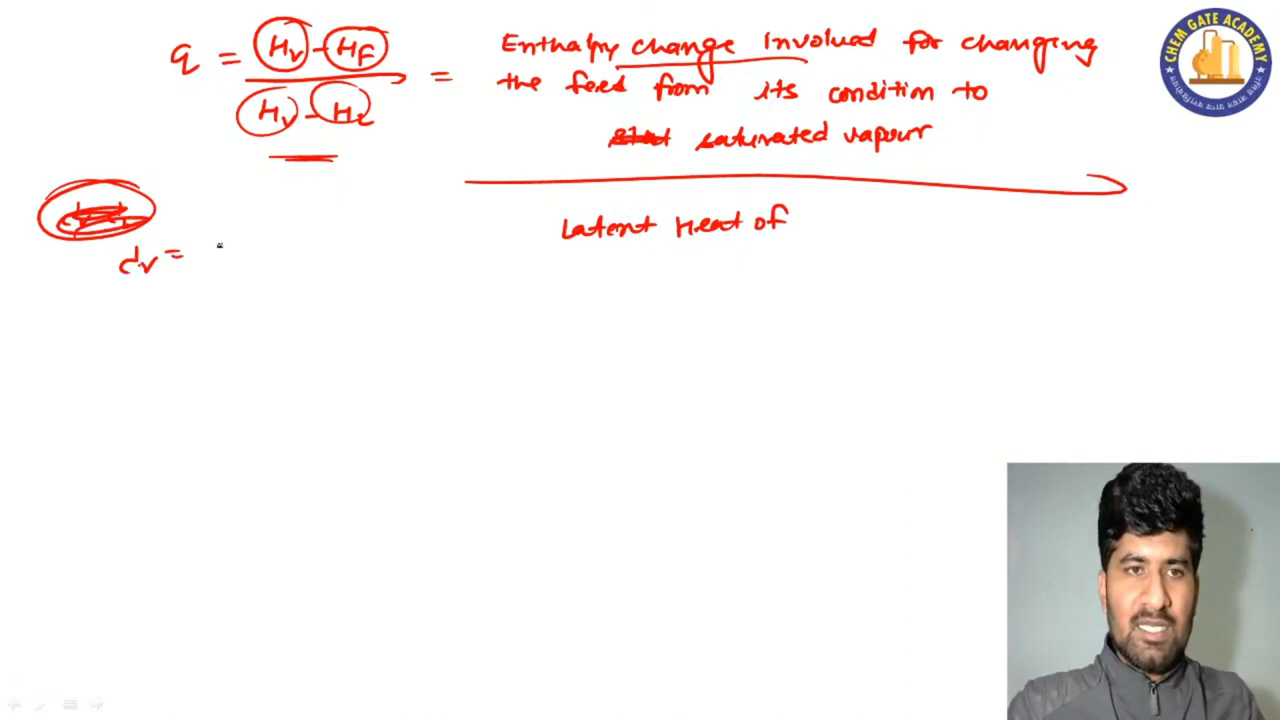 q = Hv - HF / Hv - HL = Enthalpy change involved for changing
the feed from its condition to
saturated vapour
Latent Heat of
dv =
CHEM GATE ACADEMY